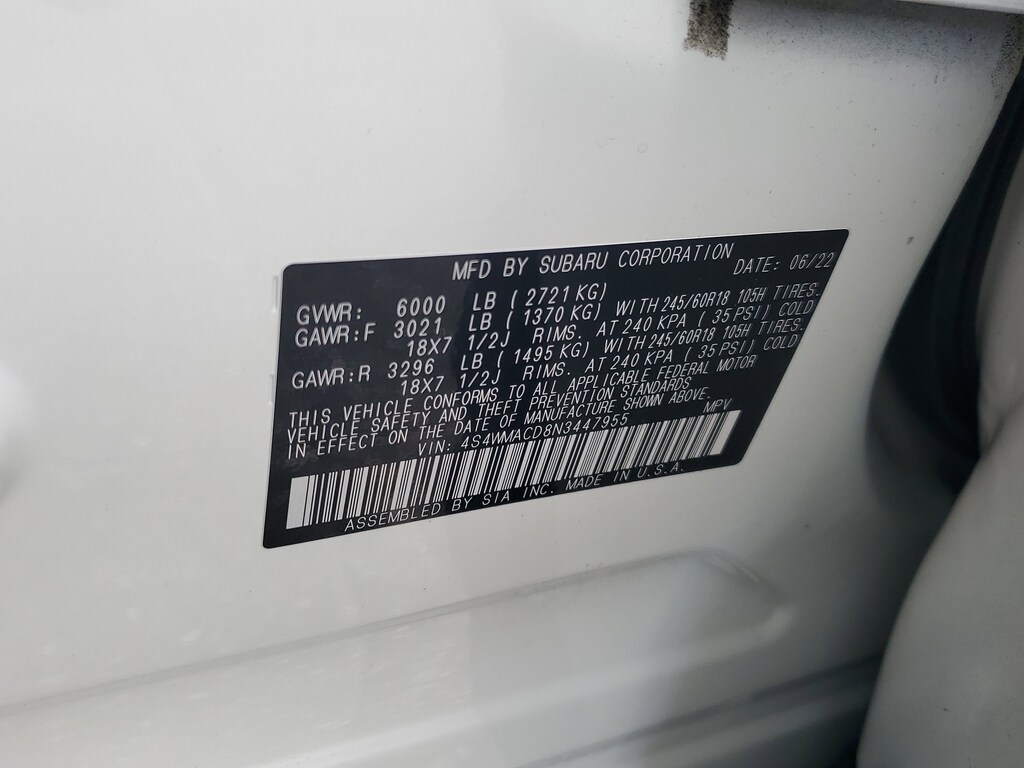 MFD BY SUBARU CORPORATION DATE: 06/22
GVWR: 6000 LB (2721 KG)
GAWR:F 3021 LB (1370 KG) WITH 245/60R18 105H TIRES.
18X7 1/2J RIMS. AT 240 KPA (35 PSI) COLD
GAWR:R 3296 LB (1495 KG) WITH 245/60R18 105H TIRES.
18X7 1/2J RIMS. AT 240 KPA (35 PSI) COLD
THIS VEHICLE CONFORMS TO ALL APPLICABLE FEDERAL MOTOR
VEHICLE SAFETY AND THEFT PREVENTION STANDARDS
IN EFFECT ON THE DATE OF MANUFACTURE SHOWN ABOVE.
VIN: 4S4WMACD8N3447955 MPV
ASSEMBLED BY SIA INC. MADE IN U.S.A.